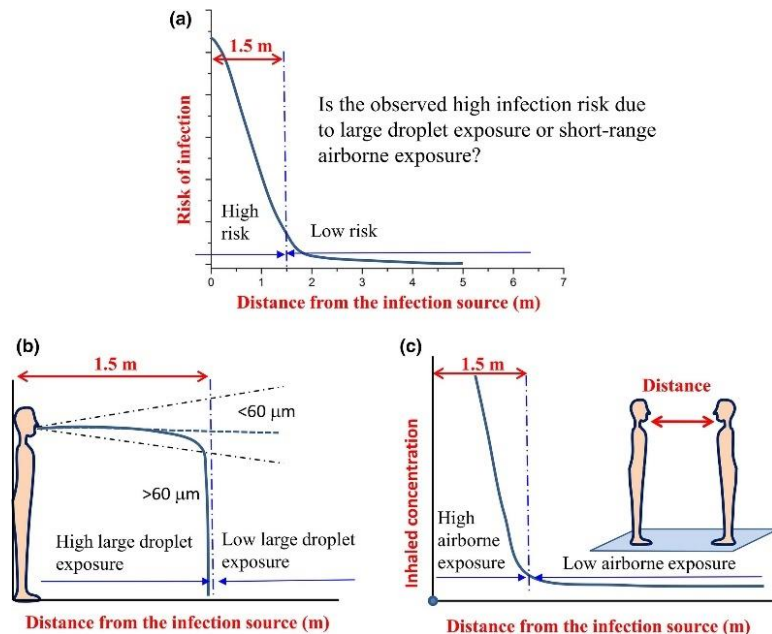 (a)
1.5 m
Is the observed high infection risk due
to large droplet exposure or short-range
airborne exposure?
Risk of infection
High
risk
Low risk
0 1 2 3 4 5 6 7
Distance from the infection source (m)
(b)
1.5 m
<60 μm
>60 μm
High large droplet
exposure
Low large droplet
exposure
Distance from the infection source (m)
(c)
1.5 m
Distance
Inhaled concentration
High
airborne
exposure
Low airborne exposure
Distance from the infection source (m)